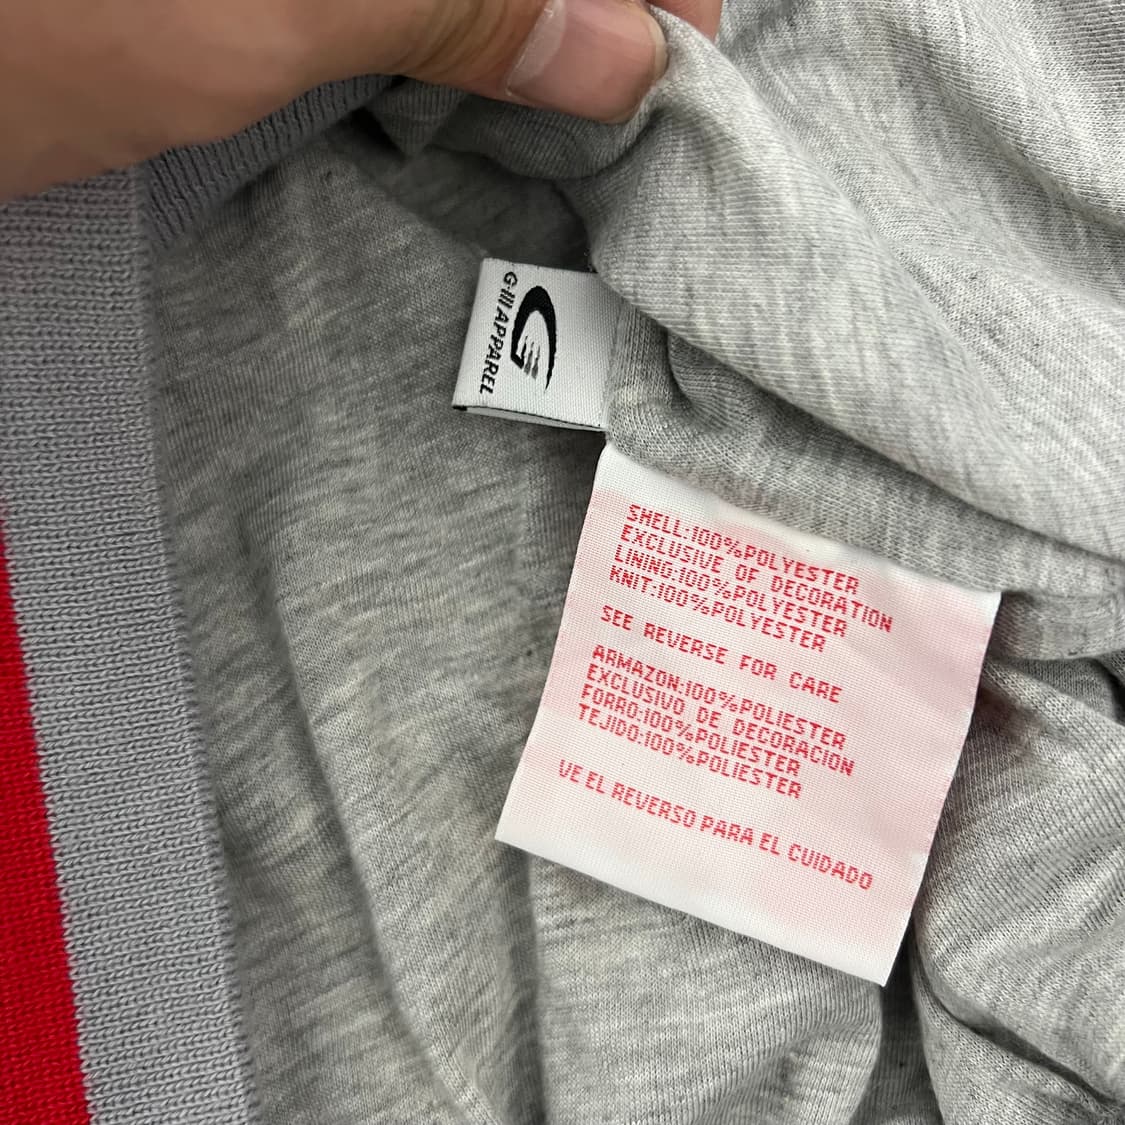 G-III APPAREL
SHELL:100%POLYESTER
EXCLUSIVE OF DECORATION
LINING:100%POLYESTER
KNIT:100%POLYESTER
SEE REVERSE FOR CARE
ARMAZON:100%POLIESTER
EXCLUSIVO DE DECORACION
FORRO:100%POLIESTER
TEJIDO:100%POLIESTER
VE EL REVERSO PARA EL CUIDADO